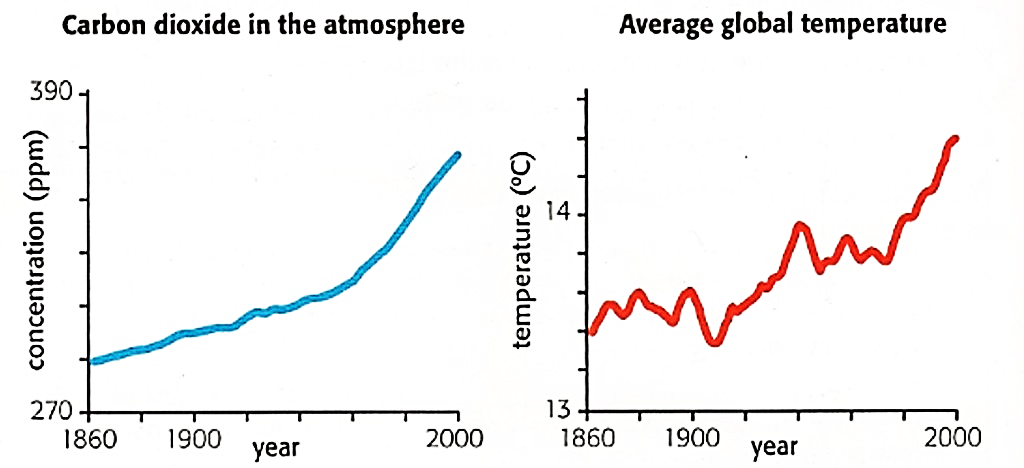 Carbon dioxide in the atmosphere
390
concentration (ppm)
270
1860
1900
year
2000
Average global temperature
14
temperature (ºC)
13
1860
1900
year
2000